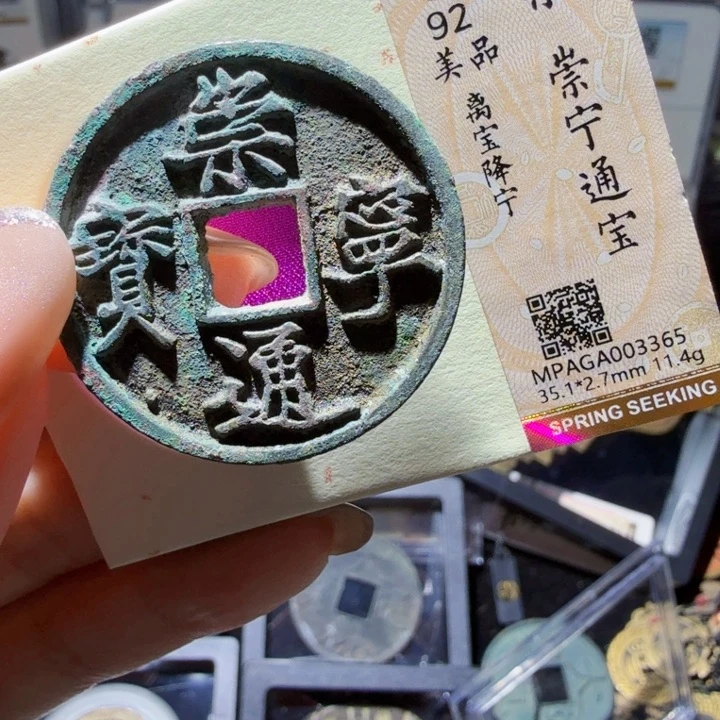 崇
寧
通
寶
92
美品
离宝降宁
崇宁通宝
MPAGA003365
35.1*2.7mm 11.4g
SPRING SEEKING